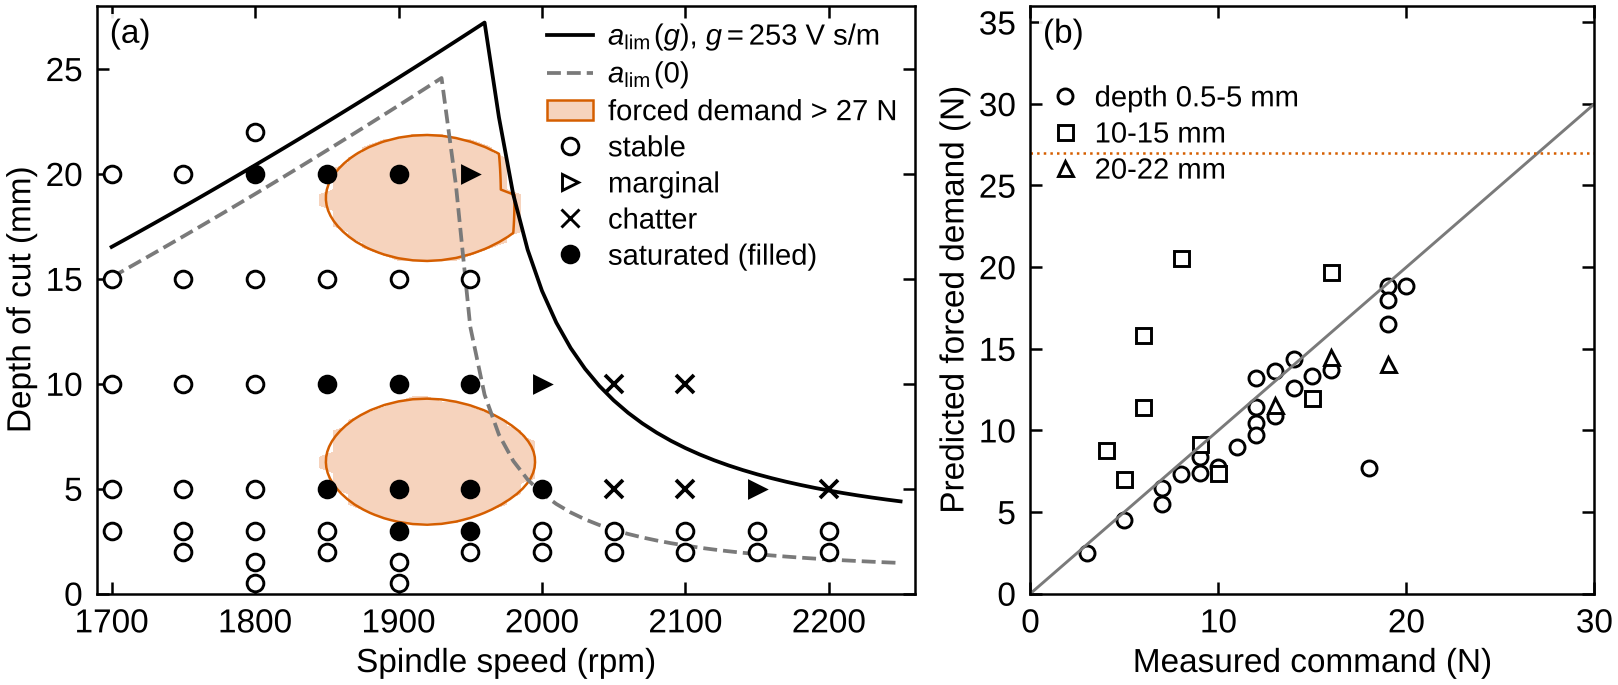 (a)
a_lim(g), g = 253 V s/m
a_lim(0)
forced demand > 27 N
stable
marginal
chatter
saturated (filled)
25
20
15
10
5
0
1700 1800 1900 2000 2100 2200
Spindle speed (rpm)
Depth of cut (mm)
(b)
depth 0.5-5 mm
10-15 mm
20-22 mm
35
30
25
20
15
10
5
0
0 10 20 30
Measured command (N)
Predicted forced demand (N)